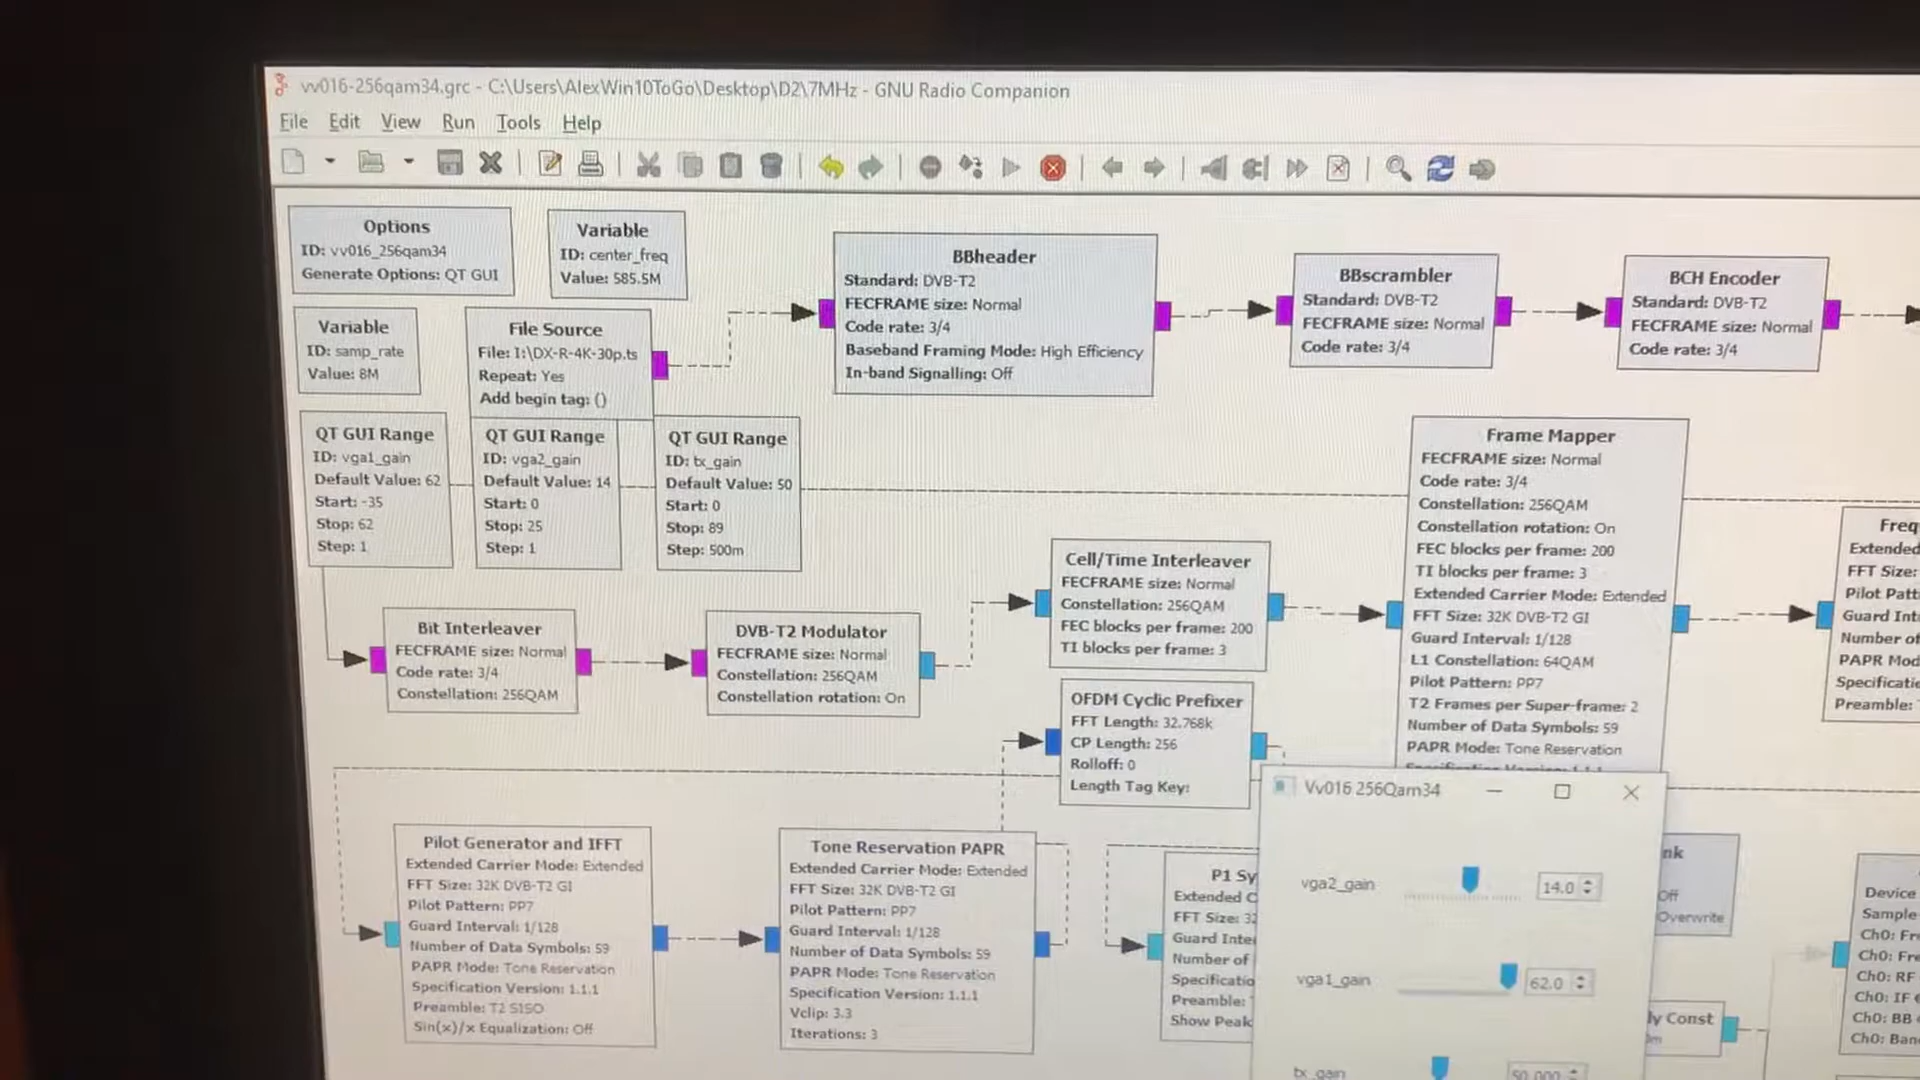 vv016-256qam34.grc - C:\Users\AlexWin10ToGo\Desktop\D2\7MHz - GNU Radio Companion
File Edit View Run Tools Help
Options
ID: vv016_256qam34
Generate Options: QT GUI
Variable
ID: center_freq
Value: 585.5M
BBheader
Standard: DVB-T2
FECFRAME size: Normal
Code rate: 3/4
Baseband Framing Mode: High Efficiency
In-band Signalling: Off
BBscrambler
Standard: DVB-T2
FECFRAME size: Normal
Code rate: 3/4
BCH Encoder
Standard: DVB-T2
FECFRAME size: Normal
Code rate: 3/4
Variable
ID: samp_rate
Value: 8M
File Source
File: I:\DX-R-4K-30p.ts
Repeat: Yes
Add begin tag: ()
QT GUI Range
ID: vga1_gain
Default Value: 62
Start: -35
Stop: 62
Step: 1
QT GUI Range
ID: vga2_gain
Default Value: 14
Start: 0
Stop: 25
Step: 1
QT GUI Range
ID: tx_gain
Default Value: 50
Start: 0
Stop: 89
Step: 500m
Frame Mapper
FECFRAME size: Normal
Code rate: 3/4
Constellation: 256QAM
Constellation rotation: On
FEC blocks per frame: 200
TI blocks per frame: 3
Extended Carrier Mode: Extended
FFT Size: 32K DVB-T2 GI
Guard Interval: 1/128
L1 Constellation: 64QAM
Pilot Pattern: PP7
T2 Frames per Super-frame: 2
Number of Data Symbols: 59
PAPR Mode: Tone Reservation
Freq
Extended
FFT Size:
Pilot Patt
Guard Int
Number of
PAPR Mod
Specificatio
Preamble:
Cell/Time Interleaver
FECFRAME size: Normal
Constellation: 256QAM
FEC blocks per frame: 200
TI blocks per frame: 3
Bit Interleaver
FECFRAME size: Normal
Code rate: 3/4
Constellation: 256QAM
DVB-T2 Modulator
FECFRAME size: Normal
Constellation: 256QAM
Constellation rotation: On
OFDM Cyclic Prefixer
FFT Length: 32.768k
CP Length: 256
Rolloff: 0
Length Tag Key:
Pilot Generator and IFFT
Extended Carrier Mode: Extended
FFT Size: 32K DVB-T2 GI
Pilot Pattern: PP7
Guard Interval: 1/128
Number of Data Symbols: 59
PAPR Mode: Tone Reservation
Specification Version: 1.1.1
Preamble: T2 SISO
Sin(x)/x Equalization: Off
Tone Reservation PAPR
Extended Carrier Mode: Extended
FFT Size: 32K DVB-T2 GI
Pilot Pattern: PP7
Guard Interval: 1/128
Number of Data Symbols: 59
PAPR Mode: Tone Reservation
Specification Version: 1.1.1
Vclip: 3.3
Iterations: 3
P1 Sy
Extended C
FFT Size: 32
Guard Inte
Number of
Specificatio
Preamble:
Show Peak
Vv016 256Qam34
vga2_gain 14.0
vga1_gain 62.0
tx_gain 50.000
nk
Off
Overwrite
ly Const
Device
Sample
Ch0: Fre
Ch0: Fre
Ch0: RF
Ch0: IF
Ch0: BB
Ch0: Ban